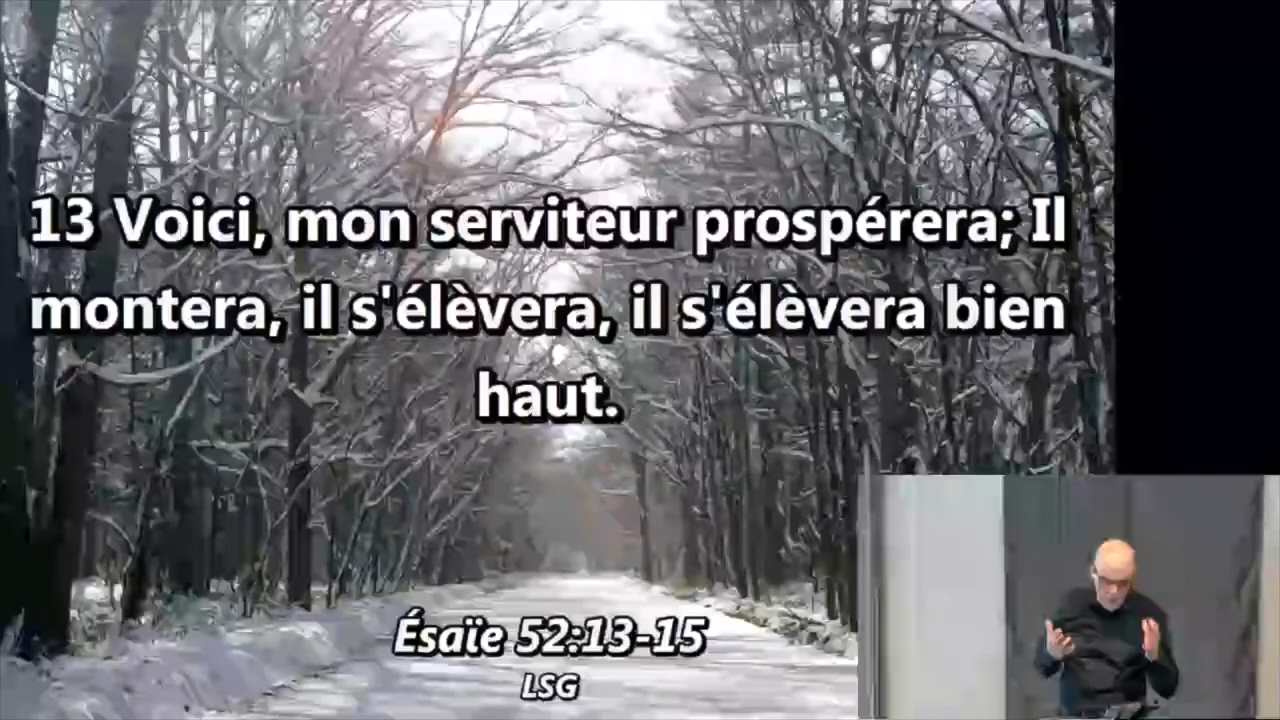 13 Voici, mon serviteur prospérera; Il
montera, il s'élèvera, il s'élèvera bien
haut.
Ésaïe 52:13-15
LSG